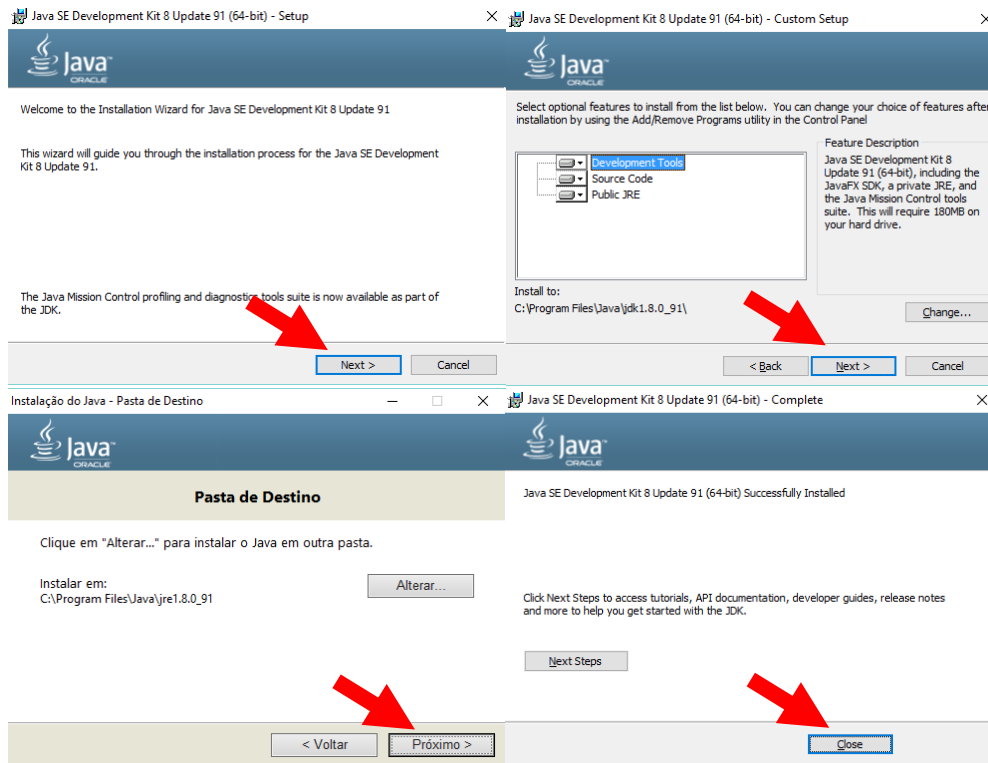 Java SE Development Kit 8 Update 91 (64-bit) - Setup
Java™
ORACLE
Welcome to the Installation Wizard for Java SE Development Kit 8 Update 91
This wizard will guide you through the installation process for the Java SE Development
Kit 8 Update 91.
The Java Mission Control profiling and diagnostics tools suite is now available as part of
the JDK.
Next >
Cancel
Java SE Development Kit 8 Update 91 (64-bit) - Custom Setup
Java™
ORACLE
Select optional features to install from the list below. You can change your choice of features after
installation by using the Add/Remove Programs utility in the Control Panel
Development Tools
Source Code
Public JRE
Feature Description
Java SE Development Kit 8
Update 91 (64-bit), including the
JavaFX SDK, a private JRE, and
the Java Mission Control tools
suite. This will require 180MB on
your hard drive.
Install to:
C:\Program Files\Java\jdk1.8.0_91\
Change...
< Back
Next >
Cancel
Instalação do Java - Pasta de Destino
Java™
ORACLE
Pasta de Destino
Clique em "Alterar..." para instalar o Java em outra pasta.
Instalar em:
C:\Program Files\Java\jre1.8.0_91
Alterar...
< Voltar
Próximo >
Java SE Development Kit 8 Update 91 (64-bit) - Complete
Java™
ORACLE
Java SE Development Kit 8 Update 91 (64-bit) Successfully Installed
Click Next Steps to access tutorials, API documentation, developer guides, release notes
and more to help you get started with the JDK.
Next Steps
Close